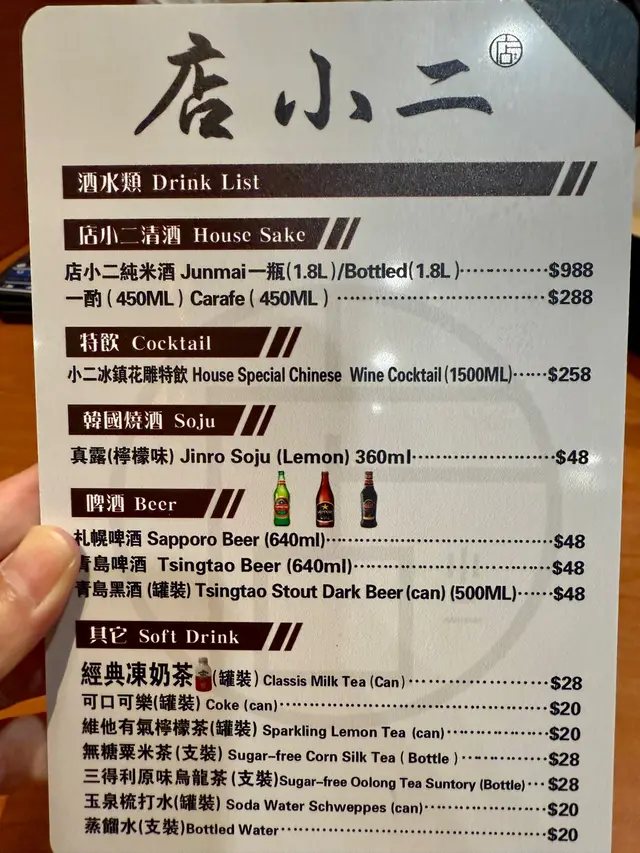 店小二
店
酒水類 Drink List
店小二清酒 House Sake
店小二純米酒 Junmai一瓶(1.8L)/Bottled(1.8L)··········$988
一酌 ( 450ML ) Carafe ( 450ML ) ··········$288
特飲 Cocktail
小二冰鎮花雕特飲 House Special Chinese Wine Cocktail(1500ML)······$258
韓國燒酒 Soju
真露(檸檬味) Jinro Soju (Lemon) 360ml··········$48
啤酒 Beer
札幌啤酒 Sapporo Beer (640ml)··········$48
青島啤酒 Tsingtao Beer (640ml)··········$48
青島黑酒 (罐裝) Tsingtao Stout Dark Beer(can) (500ML)······$48
其它 Soft Drink
經典凍奶茶(罐裝) Classis Milk Tea (Can)··········$28
可口可樂(罐裝) Coke (can)··········$20
維他有氣檸檬茶(罐裝) Sparkling Lemon Tea (can)··········$20
無糖粟米茶(支裝) Sugar-free Corn Silk Tea ( Bottle )··········$28
三得利原味烏龍茶 (支裝)Sugar-free Oolong Tea Suntory (Bottle)···$28
玉泉梳打水(罐裝) Soda Water Schweppes (can)··········$20
蒸餾水(支裝)Bottled Water··········$20